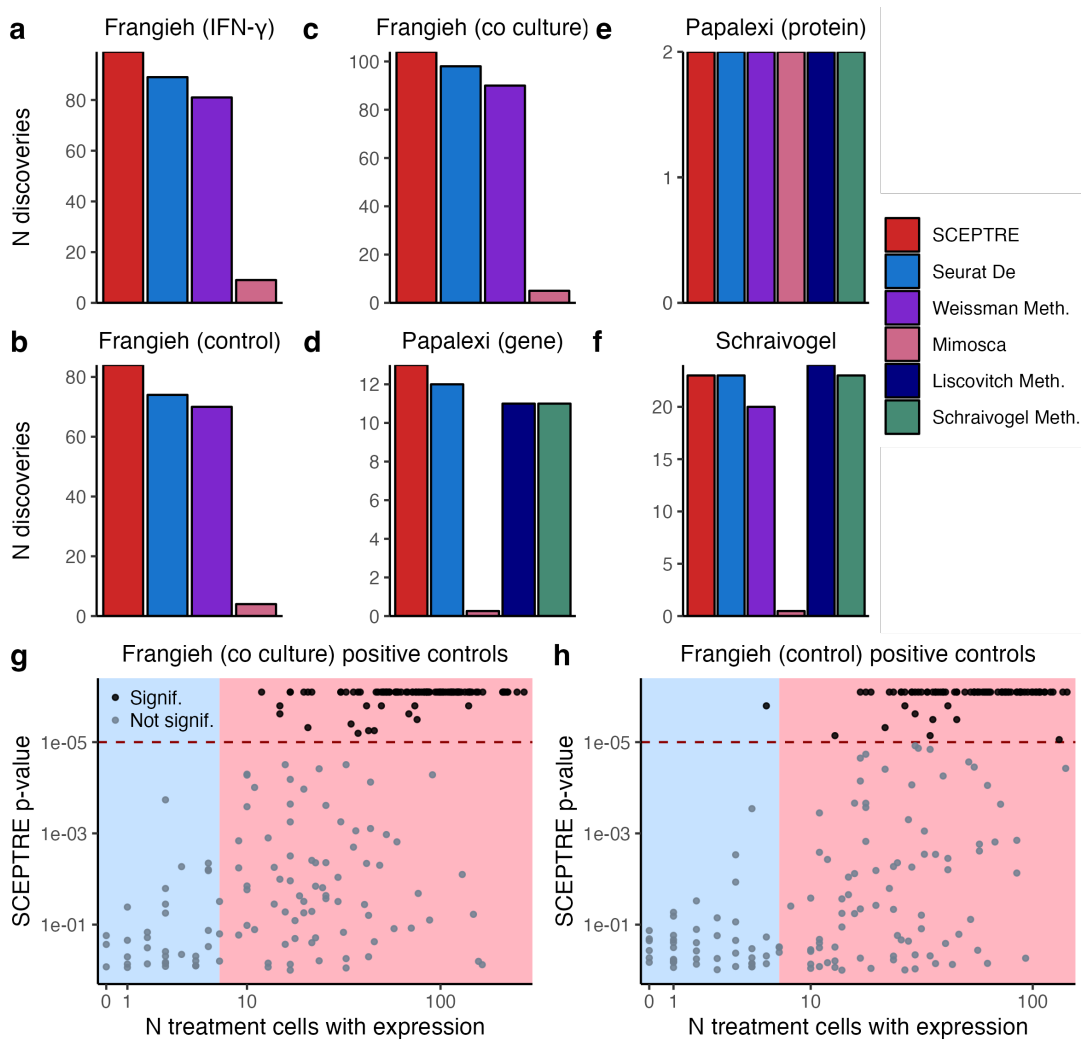 a Frangieh (IFN-γ)
N discoveries
80
60
40
20
0
c Frangieh (co culture)
100
80
60
40
20
0
e Papalexi (protein)
2
1
0
SCEPTRE
Seurat De
Weissman Meth.
Mimosca
Liscovitch Meth.
Schraivogel Meth.
b Frangieh (control)
N discoveries
80
60
40
20
0
d Papalexi (gene)
12
10
8
6
4
2
0
f Schraivogel
20
15
10
5
0
g Frangieh (co culture) positive controls
Signif.
Not signif.
SCEPTRE p-value
1e-05
1e-03
1e-01
0 1 10 100
N treatment cells with expression
h Frangieh (control) positive controls
SCEPTRE p-value
1e-05
1e-03
1e-01
0 1 10 100
N treatment cells with expression